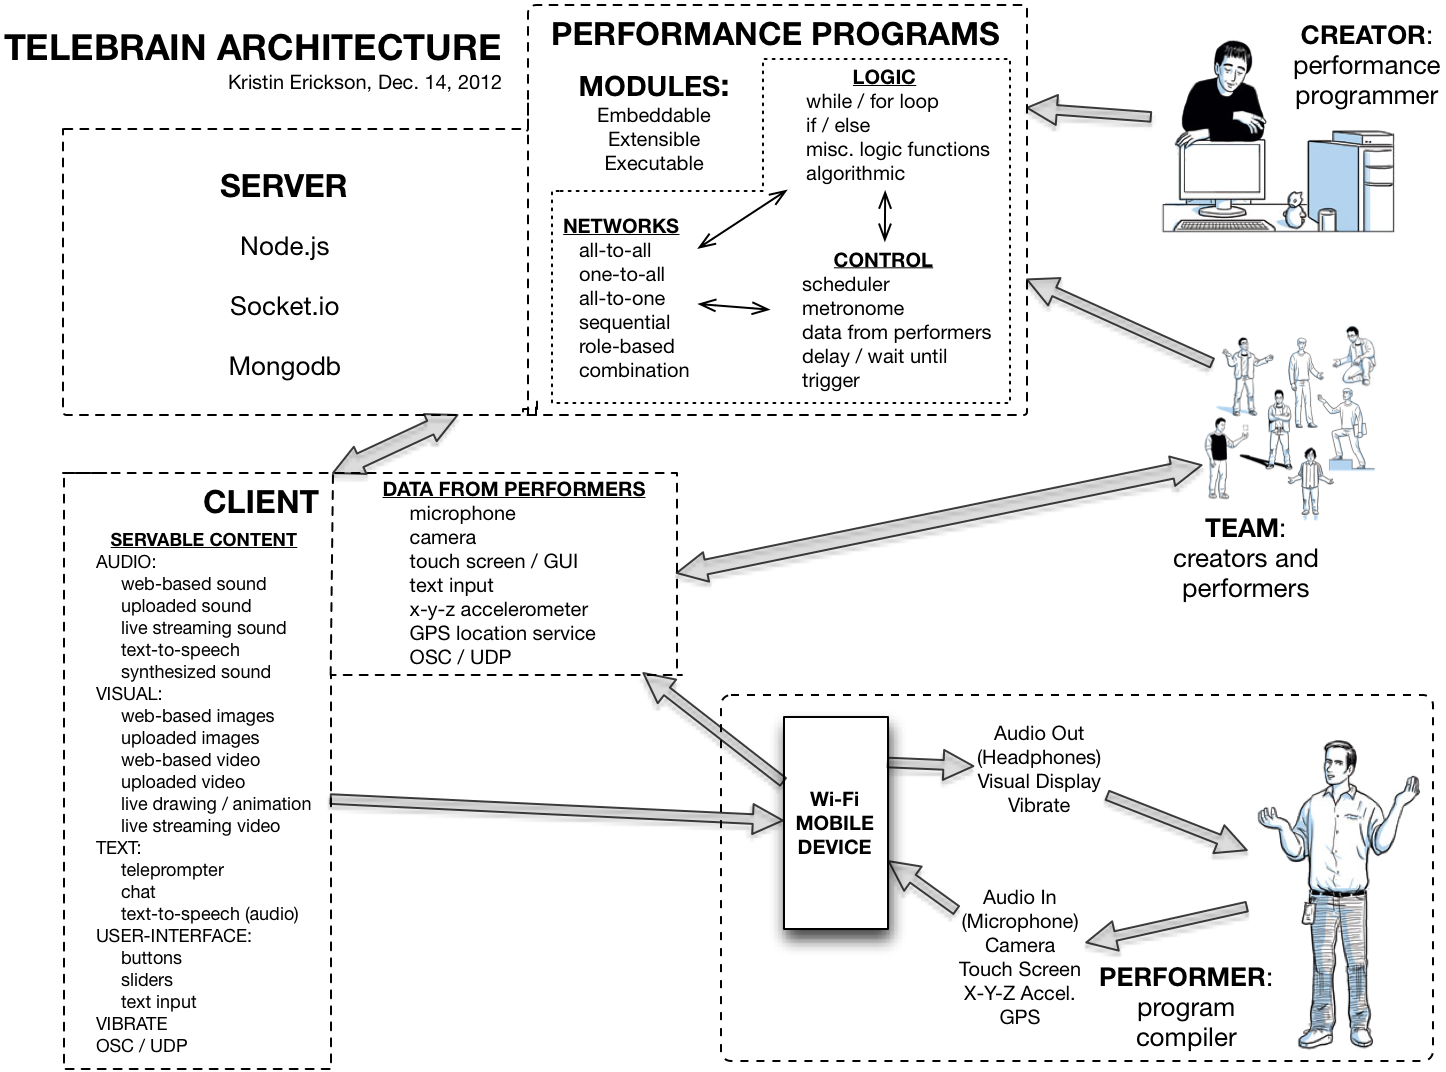 TELEBRAIN ARCHITECTURE
Kristin Erickson, Dec. 14, 2012
SERVER
Node.js
Socket.io
Mongodb
PERFORMANCE PROGRAMS
MODULES:
Embeddable
Extensible
Executable
LOGIC
while / for loop
if / else
misc. logic functions
algorithmic
NETWORKS
all-to-all
one-to-all
all-to-one
sequential
role-based
combination
CONTROL
scheduler
metronome
data from performers
delay / wait until
trigger
CREATOR:
performance
programmer
TEAM:
creators and
performers
CLIENT
SERVABLE CONTENT
AUDIO:
web-based sound
uploaded sound
live streaming sound
text-to-speech
synthesized sound
VISUAL:
web-based images
uploaded images
web-based video
uploaded video
live drawing / animation
live streaming video
TEXT:
teleprompter
chat
text-to-speech (audio)
USER-INTERFACE:
buttons
sliders
text input
VIBRATE
OSC / UDP
DATA FROM PERFORMERS
microphone
camera
touch screen / GUI
text input
x-y-z accelerometer
GPS location service
OSC / UDP
Wi-Fi
MOBILE
DEVICE
Audio Out
(Headphones)
Visual Display
Vibrate
Audio In
(Microphone)
Camera
Touch Screen
X-Y-Z Accel.
GPS
PERFORMER:
program
compiler